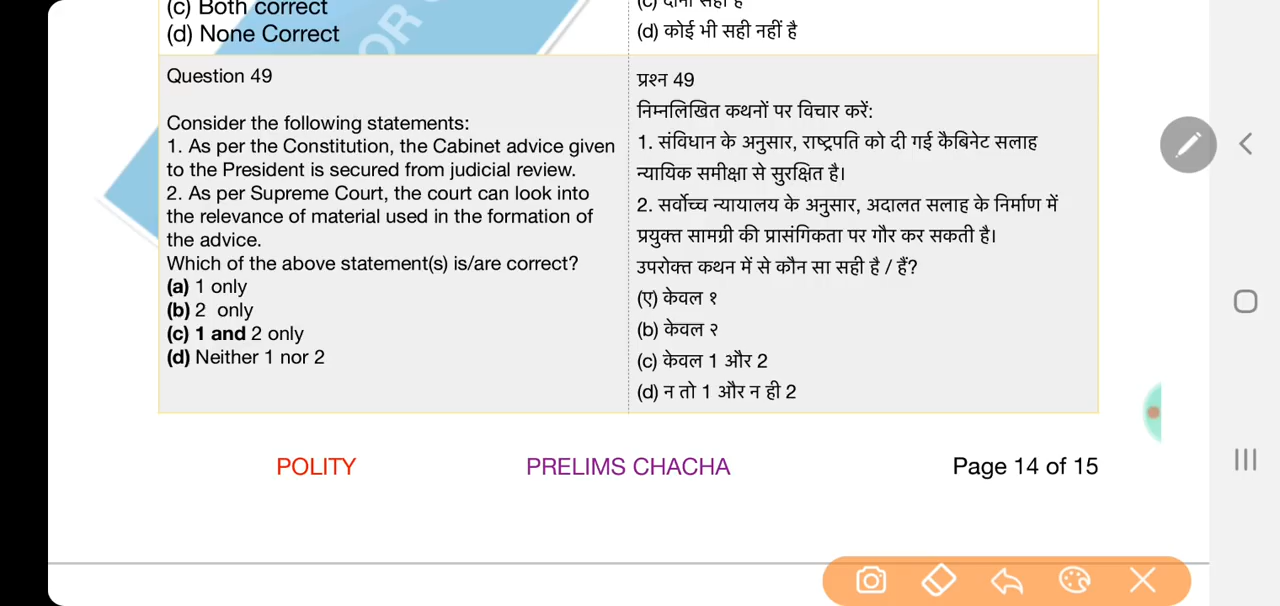 (c) Both correct
(d) None Correct
(c) दोनों सही हैं
(d) कोई भी सही नहीं है
FOR
Question 49
Consider the following statements:
1. As per the Constitution, the Cabinet advice given
to the President is secured from judicial review.
2. As per Supreme Court, the court can look into
the relevance of material used in the formation of
the advice.
Which of the above statement(s) is/are correct?
(a) 1 only
(b) 2 only
(c) 1 and 2 only
(d) Neither 1 nor 2
प्रश्न 49
निम्नलिखित कथनों पर विचार करें:
1. संविधान के अनुसार, राष्ट्रपति को दी गई कैबिनेट सलाह
न्यायिक समीक्षा से सुरक्षित है।
2. सर्वोच्च न्यायालय के अनुसार, अदालत सलाह के निर्माण में
प्रयुक्त सामग्री की प्रासंगिकता पर गौर कर सकती है।
उपरोक्त कथन में से कौन सा सही है / हैं?
(ए) केवल १
(b) केवल २
(c) केवल 1 और 2
(d) न तो 1 और न ही 2
POLITY
PRELIMS CHACHA
Page 14 of 15